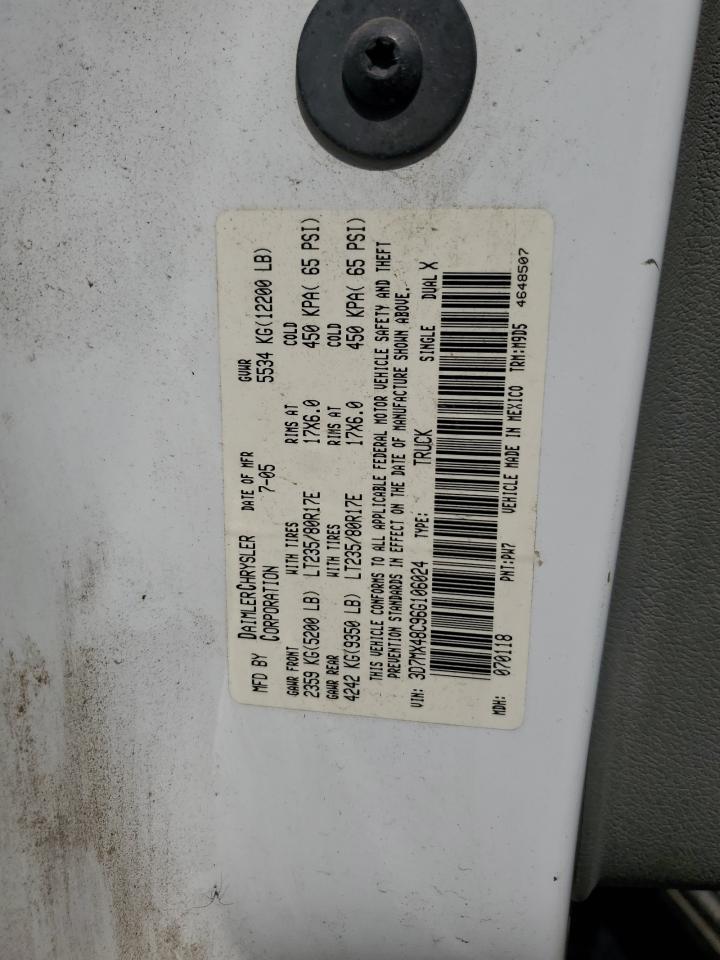 MFD BY DAIMLERCHRYSLER CORPORATION DATE OF MFR 7-05 GVWR 5534 KG(12200 LB)
GAWR FRONT WITH TIRES RIMS AT COLD
2359 KG(5200 LB) LT235/80R17E 17X6.0 450 KPA( 65 PSI)
GAWR REAR WITH TIRES RIMS AT COLD
4242 KG(9350 LB) LT235/80R17E 17X6.0 450 KPA( 65 PSI)
THIS VEHICLE CONFORMS TO ALL APPLICABLE FEDERAL MOTOR VEHICLE SAFETY AND THEFT
PREVENTION STANDARDS IN EFFECT ON THE DATE OF MANUFACTURE SHOWN ABOVE.
VIN: 3D7MX48C96G106024 TYPE: TRUCK SINGLE DUAL X
MDH: 070118 PNT:PW7 VEHICLE MADE IN MEXICO TRM:M9D5 4648507